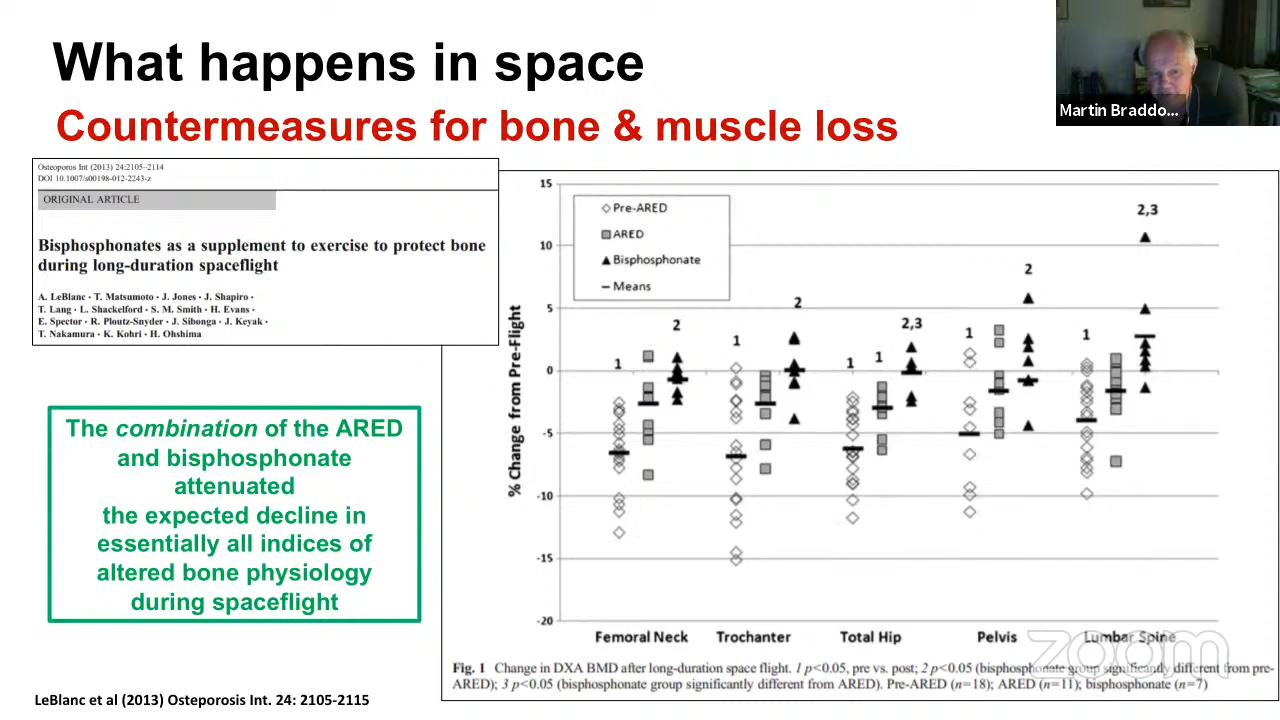 What happens in space
Countermeasures for bone & muscle loss
Martin Braddo...
Osteoporos Int (2013) 24:2105–2114
DOI 10.1007/s00198-012-2243-z
ORIGINAL ARTICLE
Bisphosphonates as a supplement to exercise to protect bone
during long-duration spaceflight
A. LeBlanc · T. Matsumoto · J. Jones · J. Shapiro ·
T. Lang · L. Shackelford · S. M. Smith · H. Evans ·
E. Spector · R. Ploutz-Snyder · J. Sibonga · J. Keyak ·
T. Nakamura · K. Kohri · H. Ohshima
The combination of the ARED
and bisphosphonate
attenuated
the expected decline in
essentially all indices of
altered bone physiology
during spaceflight
% Change from Pre-Flight
15
10
5
0
-5
-10
-15
-20
Pre-ARED
ARED
Bisphosphonate
Means
1
2
1
2
1
1
2,3
1
2
1
2,3
Femoral Neck
Trochanter
Total Hip
Pelvis
Lumbar Spine
zoom
Fig. 1 Change in DXA BMD after long-duration space flight. 1 p<0.05, pre vs. post; 2 p<0.05 (bisphosphonate group significantly different from pre-
ARED); 3 p<0.05 (bisphosphonate group significantly different from ARED). Pre-ARED (n=18); ARED (n=11); bisphosphonate (n=7)
LeBlanc et al (2013) Osteporosis Int. 24: 2105-2115